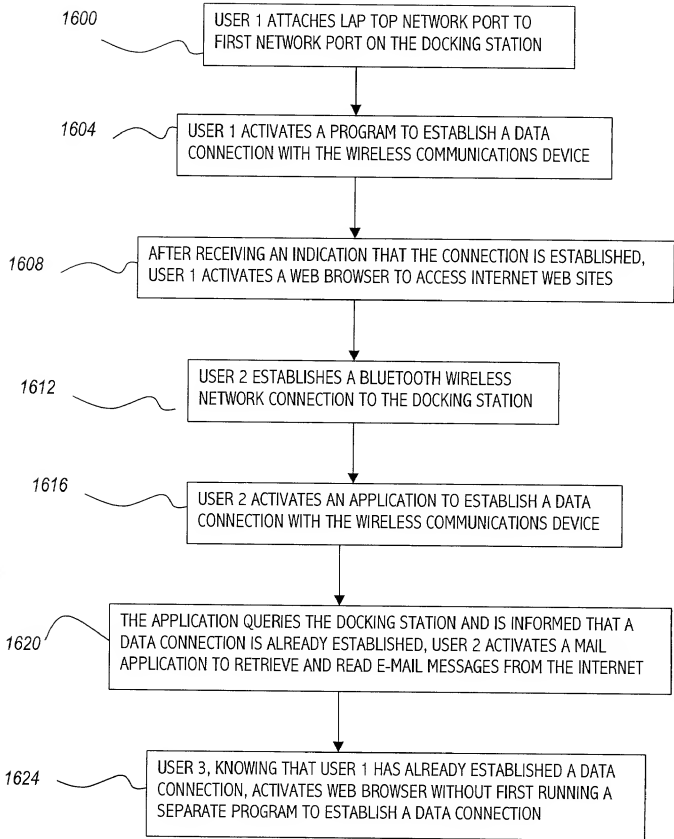 1600
USER 1 ATTACHES LAP TOP NETWORK PORT TO
FIRST NETWORK PORT ON THE DOCKING STATION
1604
USER 1 ACTIVATES A PROGRAM TO ESTABLISH A DATA
CONNECTION WITH THE WIRELESS COMMUNICATIONS DEVICE
1608
AFTER RECEIVING AN INDICATION THAT THE CONNECTION IS ESTABLISHED,
USER 1 ACTIVATES A WEB BROWSER TO ACCESS INTERNET WEB SITES
1612
USER 2 ESTABLISHES A BLUETOOTH WIRELESS
NETWORK CONNECTION TO THE DOCKING STATION
1616
USER 2 ACTIVATES AN APPLICATION TO ESTABLISH A DATA
CONNECTION WITH THE WIRELESS COMMUNICATIONS DEVICE
1620
THE APPLICATION QUERIES THE DOCKING STATION AND IS INFORMED THAT A
DATA CONNECTION IS ALREADY ESTABLISHED, USER 2 ACTIVATES A MAIL
APPLICATION TO RETRIEVE AND READ E-MAIL MESSAGES FROM THE INTERNET
1624
USER 3, KNOWING THAT USER 1 HAS ALREADY ESTABLISHED A DATA
CONNECTION, ACTIVATES WEB BROWSER WITHOUT FIRST RUNNING A
SEPARATE PROGRAM TO ESTABLISH A DATA CONNECTION